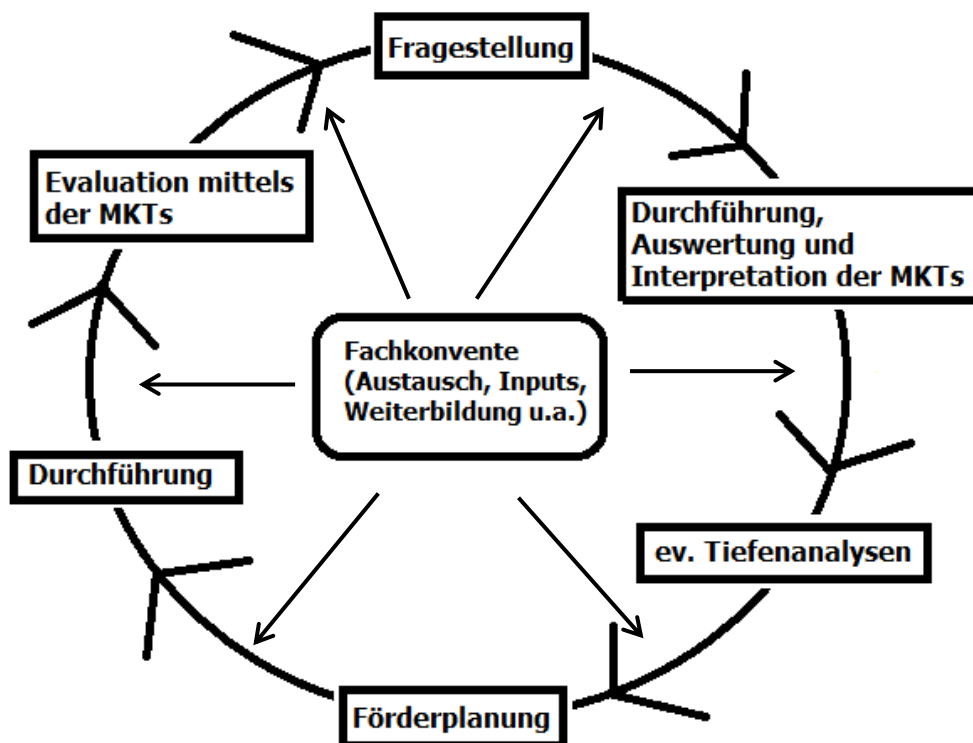 Fragestellung
Evaluation mittels
der MKTs
Durchführung,
Auswertung und
Interpretation der MKTs
Fachkonvente
(Austausch, Inputs,
Weiterbildung u.a.)
Durchführung
ev. Tiefenanalysen
Förderplanung